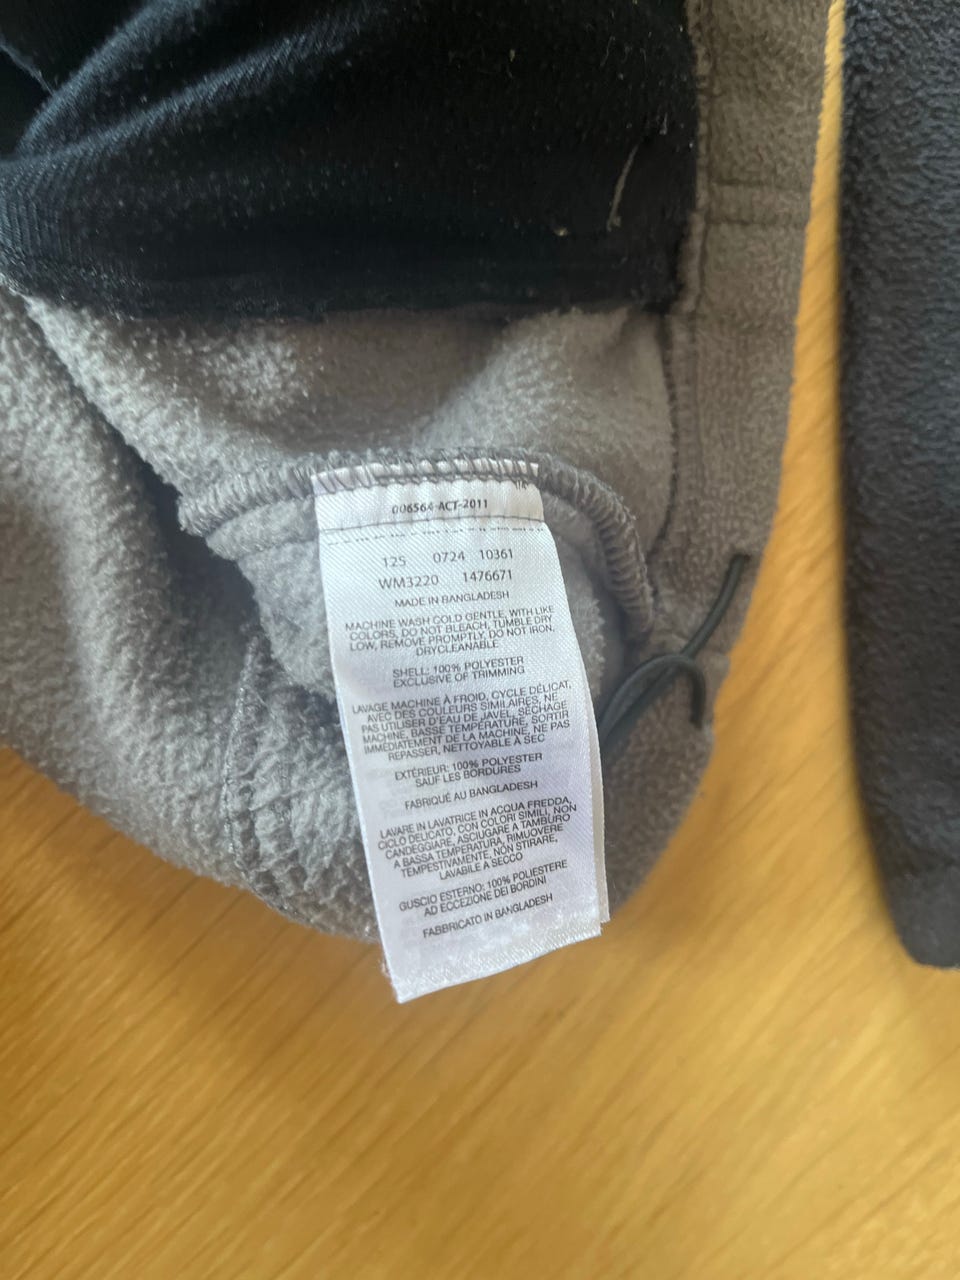 006564-ACT-2011
125 0724 10361
WM3220 1476671
MADE IN BANGLADESH
MACHINE WASH COLD GENTLE, WITH LIKE
COLORS, DO NOT BLEACH, TUMBLE DRY
LOW, REMOVE PROMPTLY, DO NOT IRON,
DRYCLEANABLE
SHELL: 100% POLYESTER
EXCLUSIVE OF TRIMMING
LAVAGE MACHINE À FROID, CYCLE DÉLICAT,
AVEC DES COULEURS SIMILAIRES, NE
PAS UTILISER D'EAU DE JAVEL, SÉCHAGE
MACHINE, BASSE TEMPÉRATURE, SORTIR
IMMÉDIATEMENT DE LA MACHINE, NE PAS
REPASSER, NETTOYABLE À SEC
EXTÉRIEUR: 100% POLYESTER
SAUF LES BORDURES
FABRIQUÉ AU BANGLADESH
LAVARE IN LAVATRICE IN ACQUA FREDDA,
CICLO DELICATO, CON COLORI SIMILI, NON
CANDEGGIARE, ASCIUGARE A TAMBURO
A BASSA TEMPERATURA, RIMUOVERE
TEMPESTIVAMENTE, NON STIRARE,
LAVABILE A SECCO
GUSCIO ESTERNO: 100% POLIESTERE
AD ECCEZIONE DEI BORDINI
FABBRICATO IN BANGLADESH